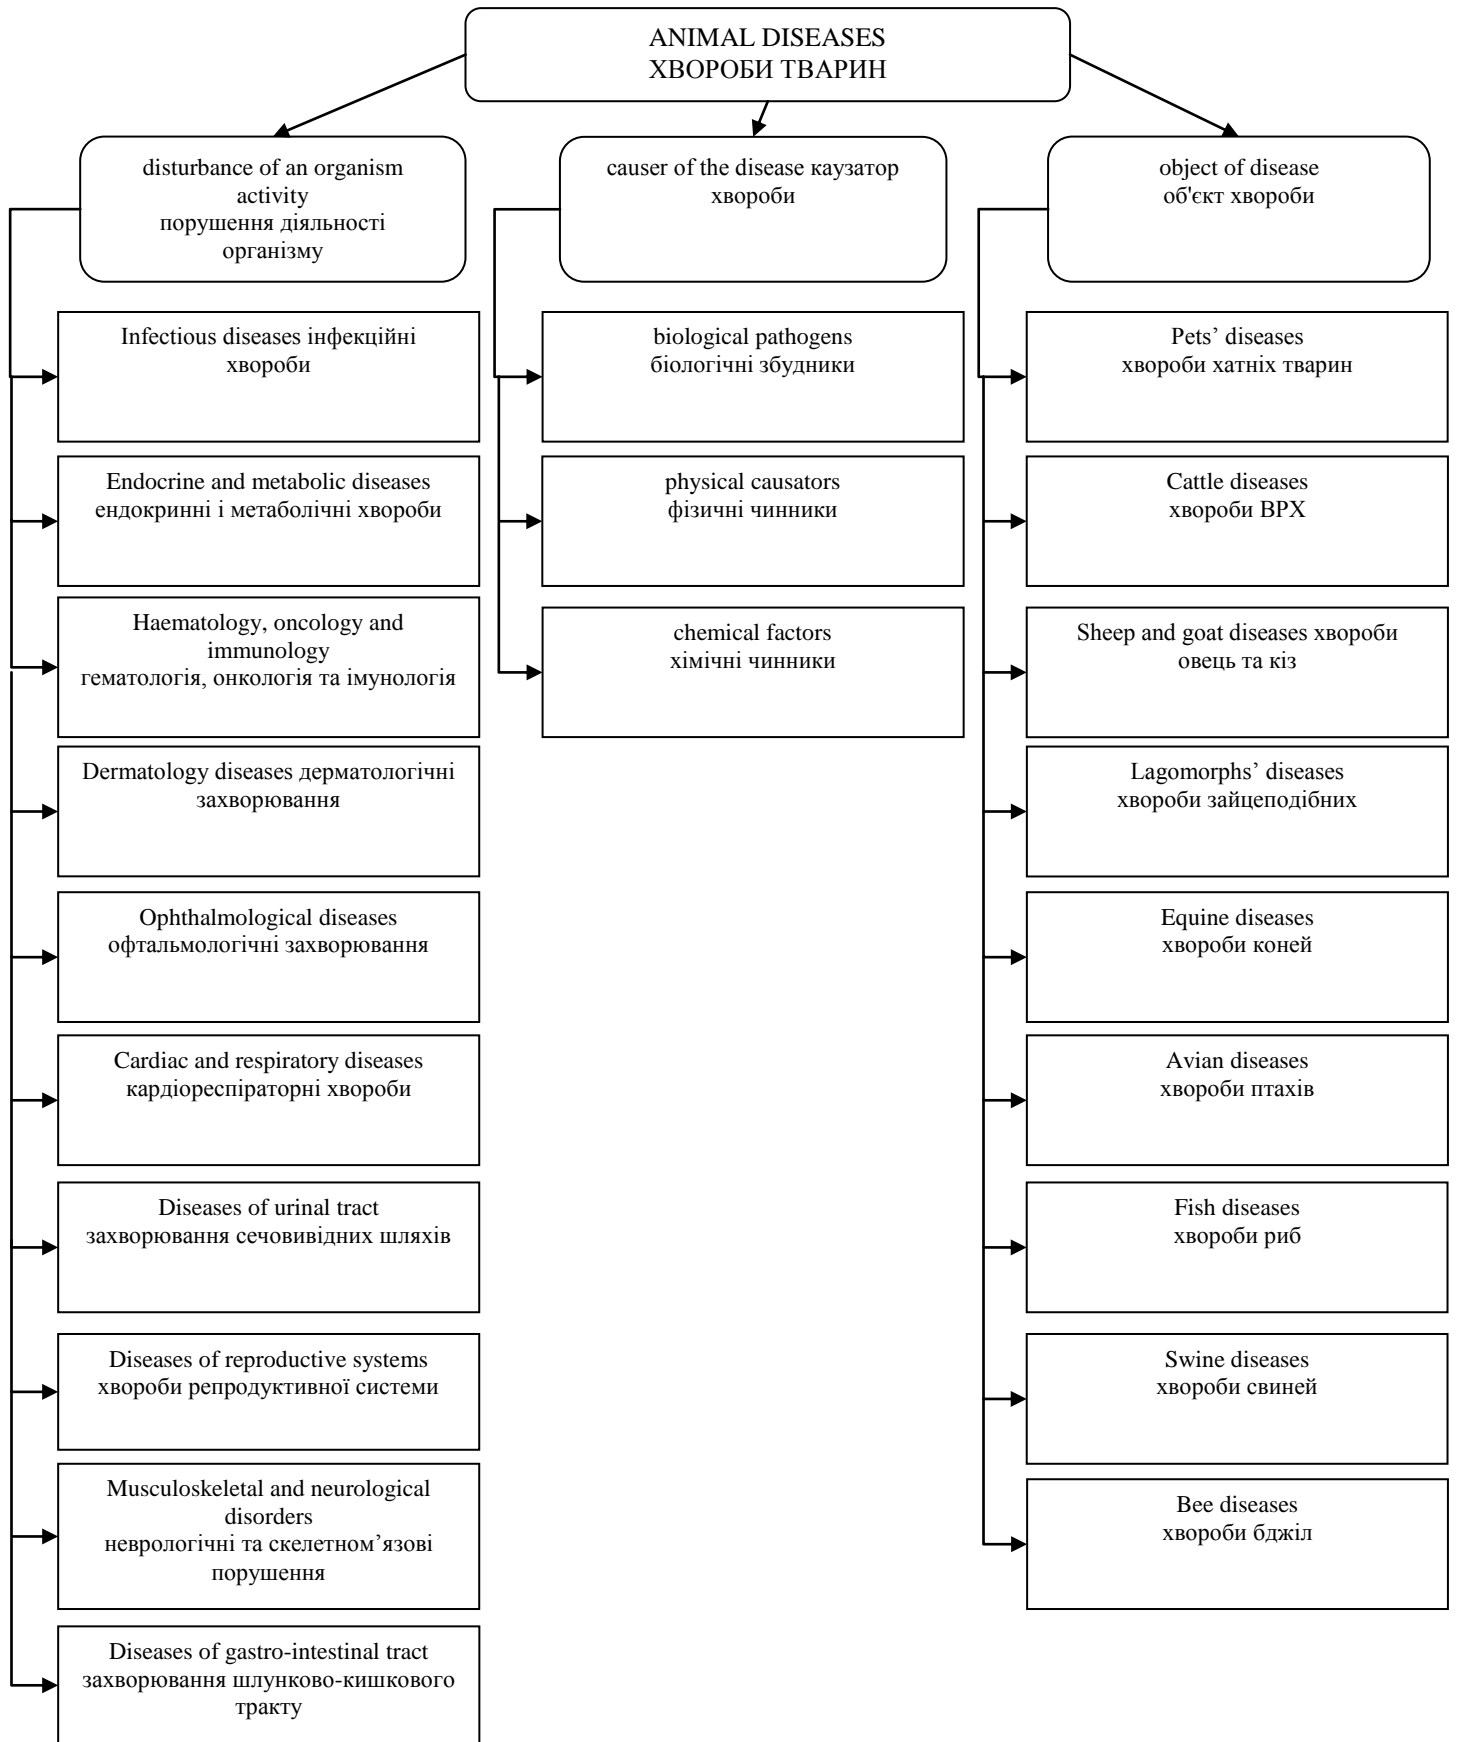 ANIMAL DISEASES
ХВОРОБИ ТВАРИН
disturbance of an organism
activity
порушення діяльності
організму
causer of the disease каузатор
хвороби
object of disease
об'єкт хвороби
Infectious diseases інфекційні
хвороби
Endocrine and metabolic diseases
ендокринні і метаболічні хвороби
Haematology, oncology and
immunology
гематологія, онкологія та імунологія
Dermatology diseases дерматологічні
захворювання
Ophthalmological diseases
офтальмологічні захворювання
Cardiac and respiratory diseases
кардіореспіраторні хвороби
Diseases of urinal tract
захворювання сечовивідних шляхів
Diseases of reproductive systems
хвороби репродуктивної системи
Musculoskeletal and neurological
disorders
неврологічні та скелетном’язові
порушення
Diseases of gastro-intestinal tract
захворювання шлунково-кишкового
тракту
biological pathogens
біологічні збудники
physical causators
фізичні чинники
chemical factors
хімічні чинники
Pets’ diseases
хвороби хатніх тварин
Cattle diseases
хвороби ВРХ
Sheep and goat diseases хвороби
овець та кіз
Lagomorphs’ diseases
хвороби зайцеподібних
Equine diseases
хвороби коней
Avian diseases
хвороби птахів
Fish diseases
хвороби риб
Swine diseases
хвороби свиней
Bee diseases
хвороби бджіл